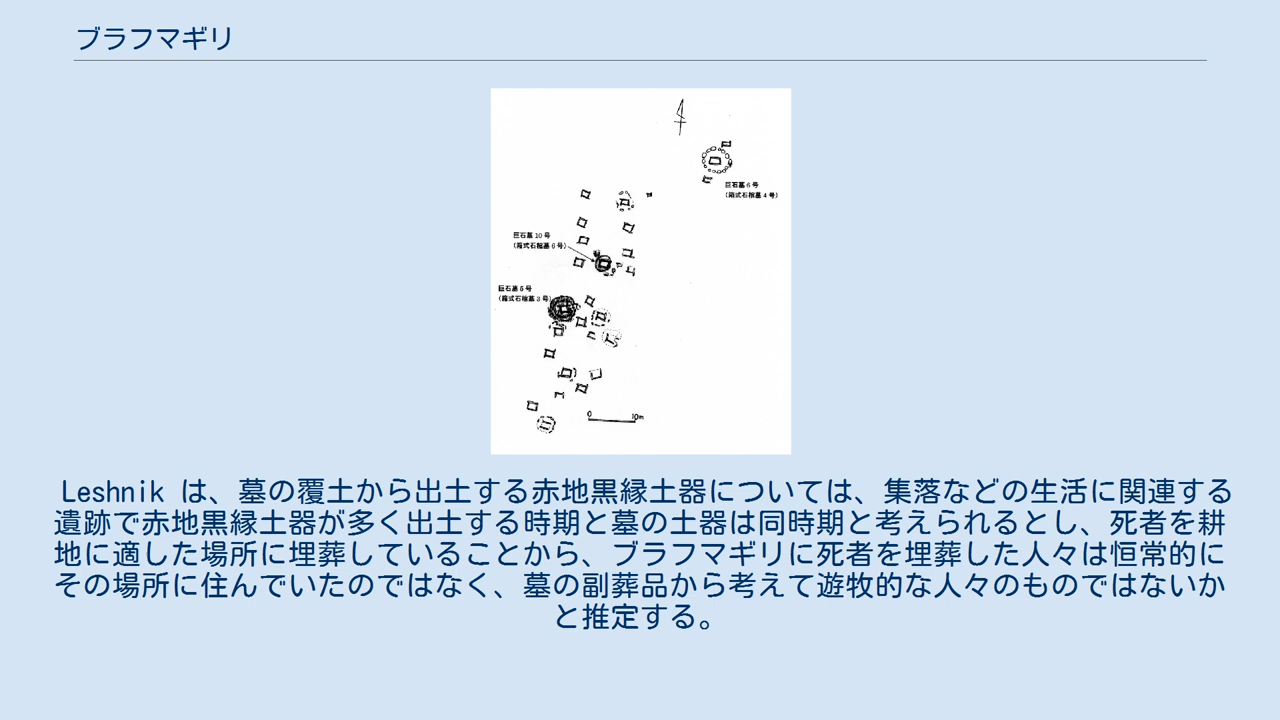 ブラフマギリ
巨石墓6号
(箱式石棺墓4号)
巨石墓10号
(箱式石棺墓6号)
巨石墓5号
(箱式石棺墓3号)
0 10m
Leshnik は、墓の覆土から出土する赤地黒縁土器については、集落などの生活に関連する
遺跡で赤地黒縁土器が多く出土する時期と墓の土器は同時期と考えられるとし、死者を耕
地に適した場所に埋葬していることから、ブラフマギリに死者を埋葬した人々は恒常的に
その場所に住んでいたのではなく、墓の副葬品から考えて遊牧的な人々のものではないか
と推定する。